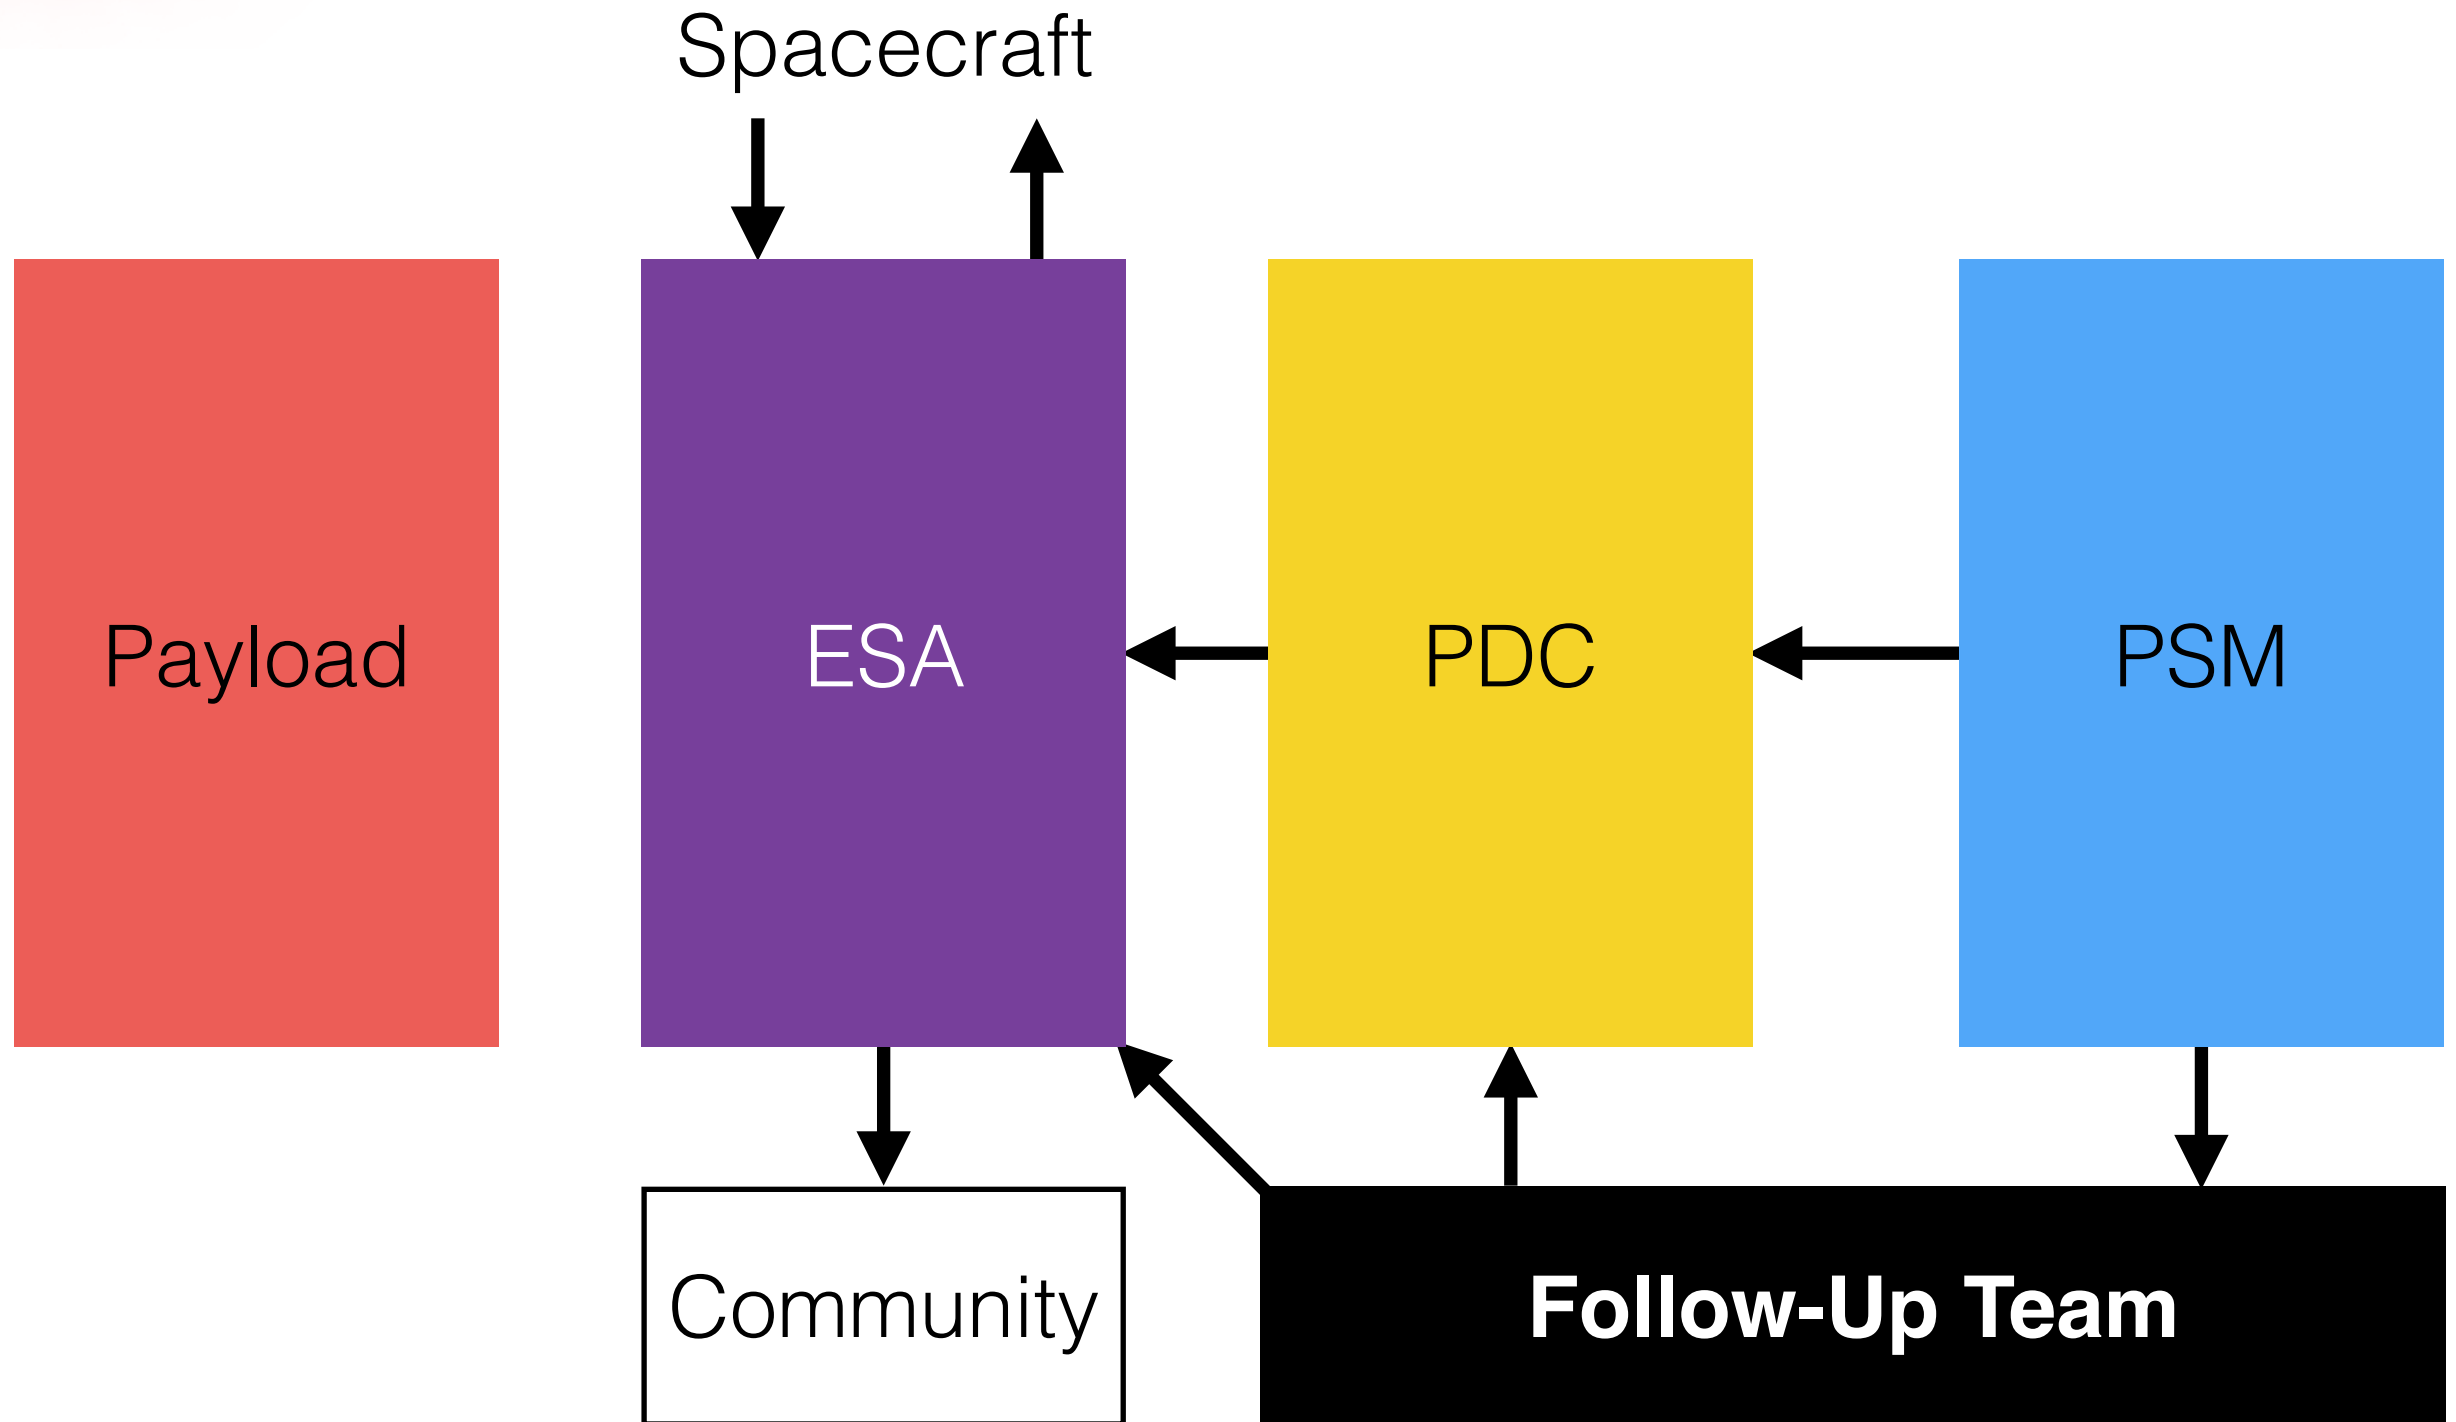 Spacecraft
Payload
ESA
PDC
PSM
Community
Follow-Up Team